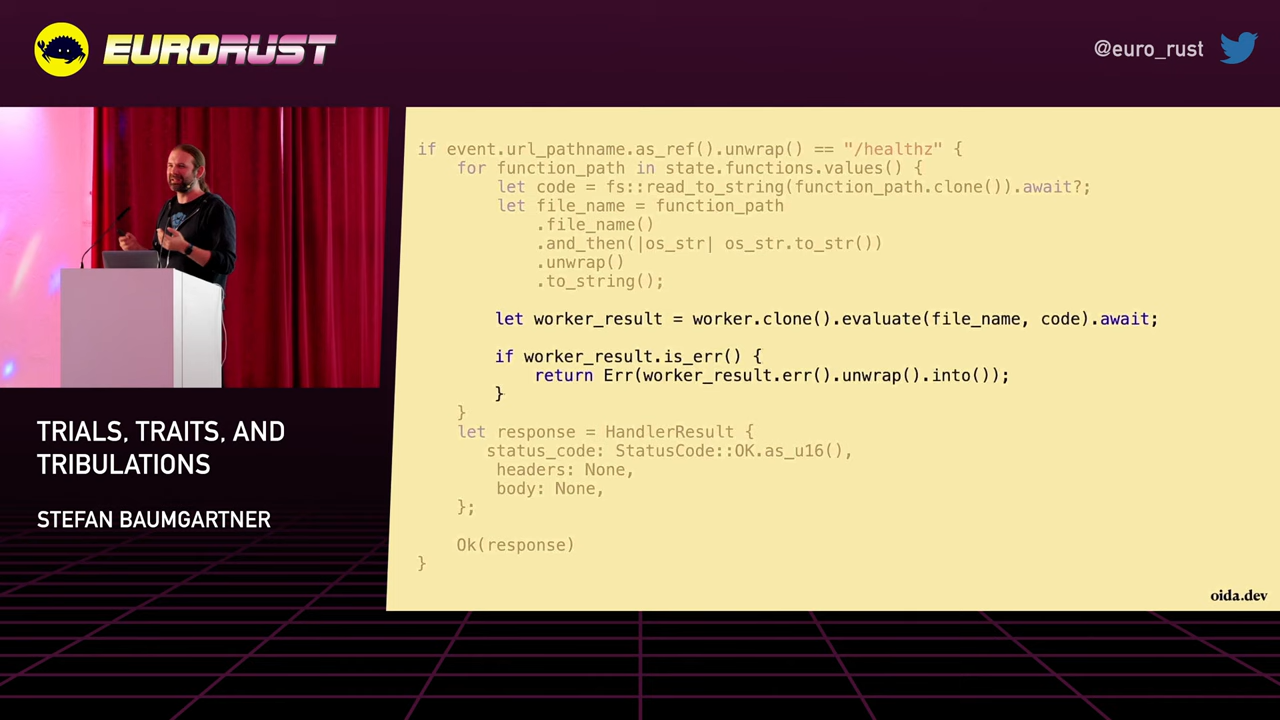 EURORUST
@euro_rust
if event.url_pathname.as_ref().unwrap() == "/healthz" {
for function_path in state.functions.values() {
let code = fs::read_to_string(function_path.clone()).await?;
let file_name = function_path
.file_name()
.and_then(|os_str| os_str.to_str())
.unwrap()
.to_string();
let worker_result = worker.clone().evaluate(file_name, code).await;
if worker_result.is_err() {
return Err(worker_result.err().unwrap().into());
}
}
let response = HandlerResult {
status_code: StatusCode::OK.as_u16(),
headers: None,
body: None,
};
Ok(response)
}
oida.dev
TRIALS, TRAITS, AND
TRIBULATIONS
STEFAN BAUMGARTNER